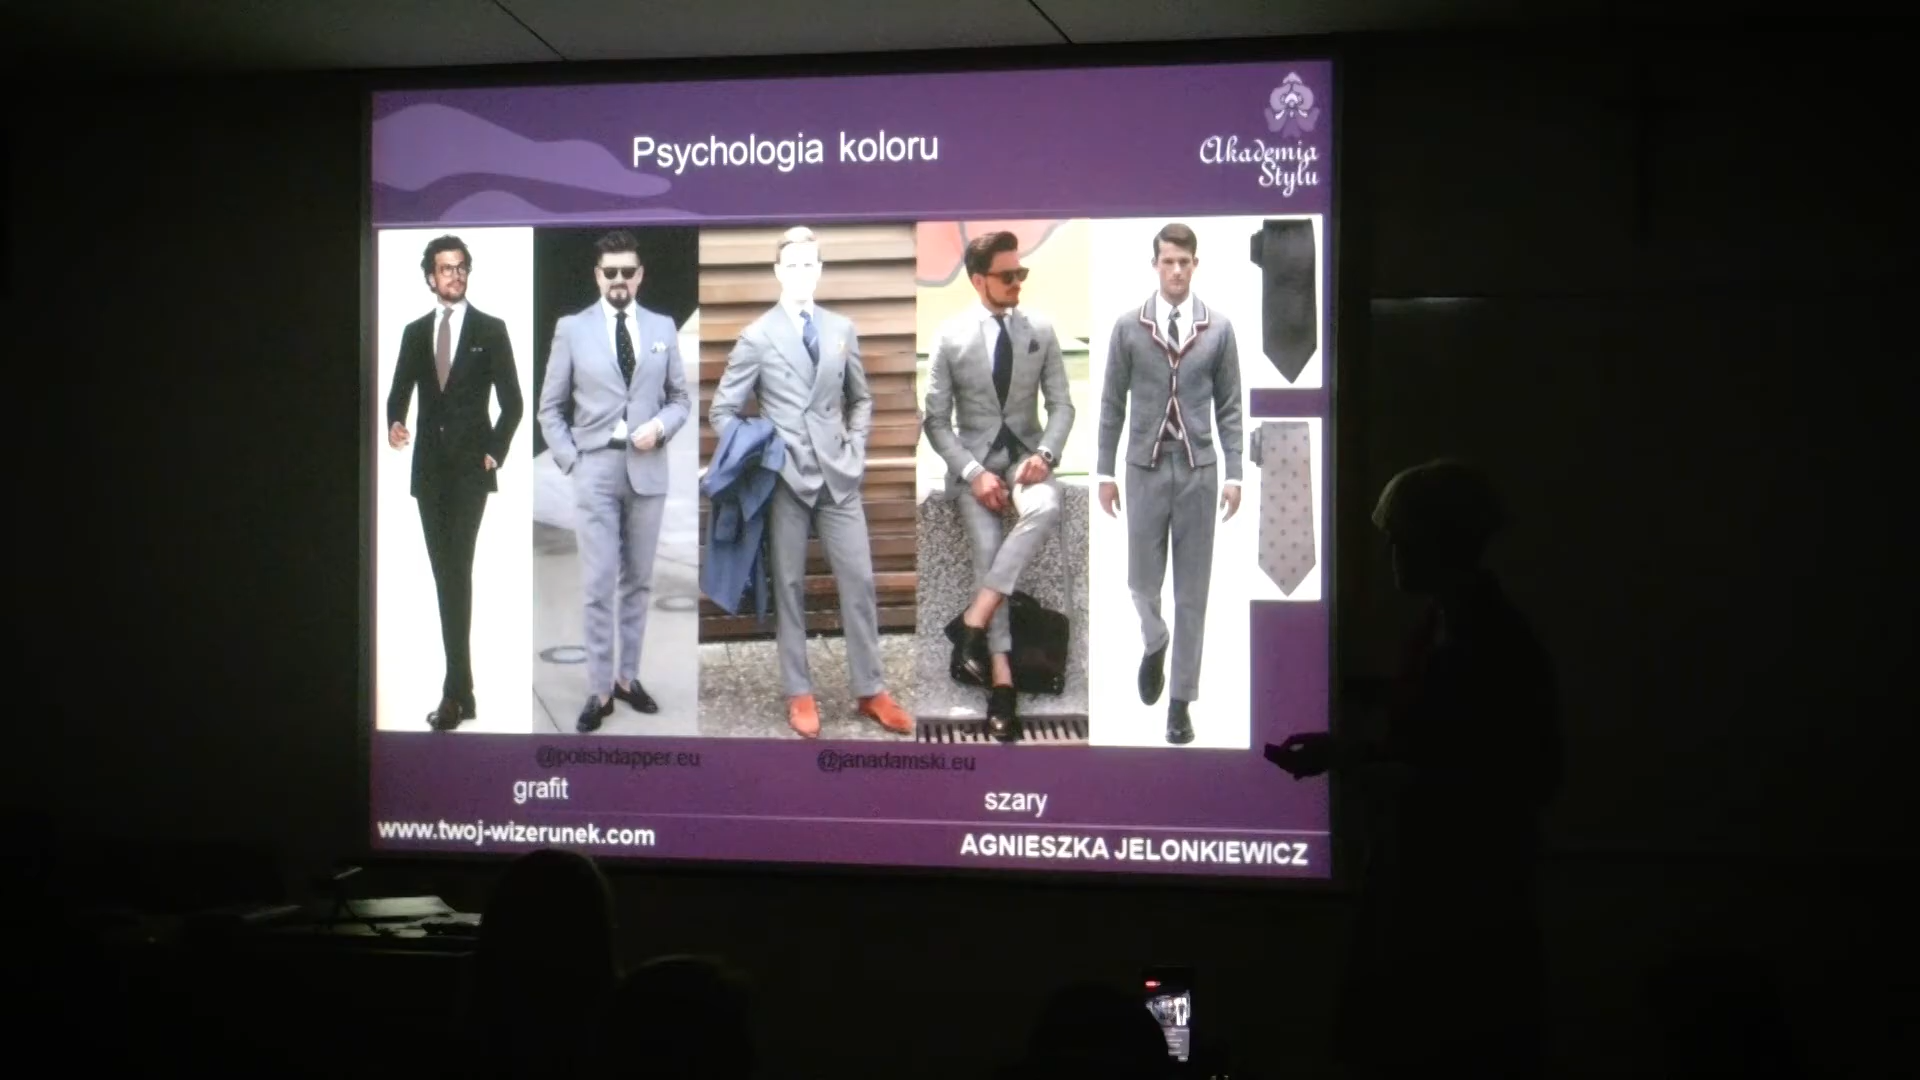 Psychologia koloru
Akademia
Stylu
@polishdapper.eu
@janadamski.eu
grafit
szary
www.twoj-wizerunek.com
AGNIESZKA JELONKIEWICZ